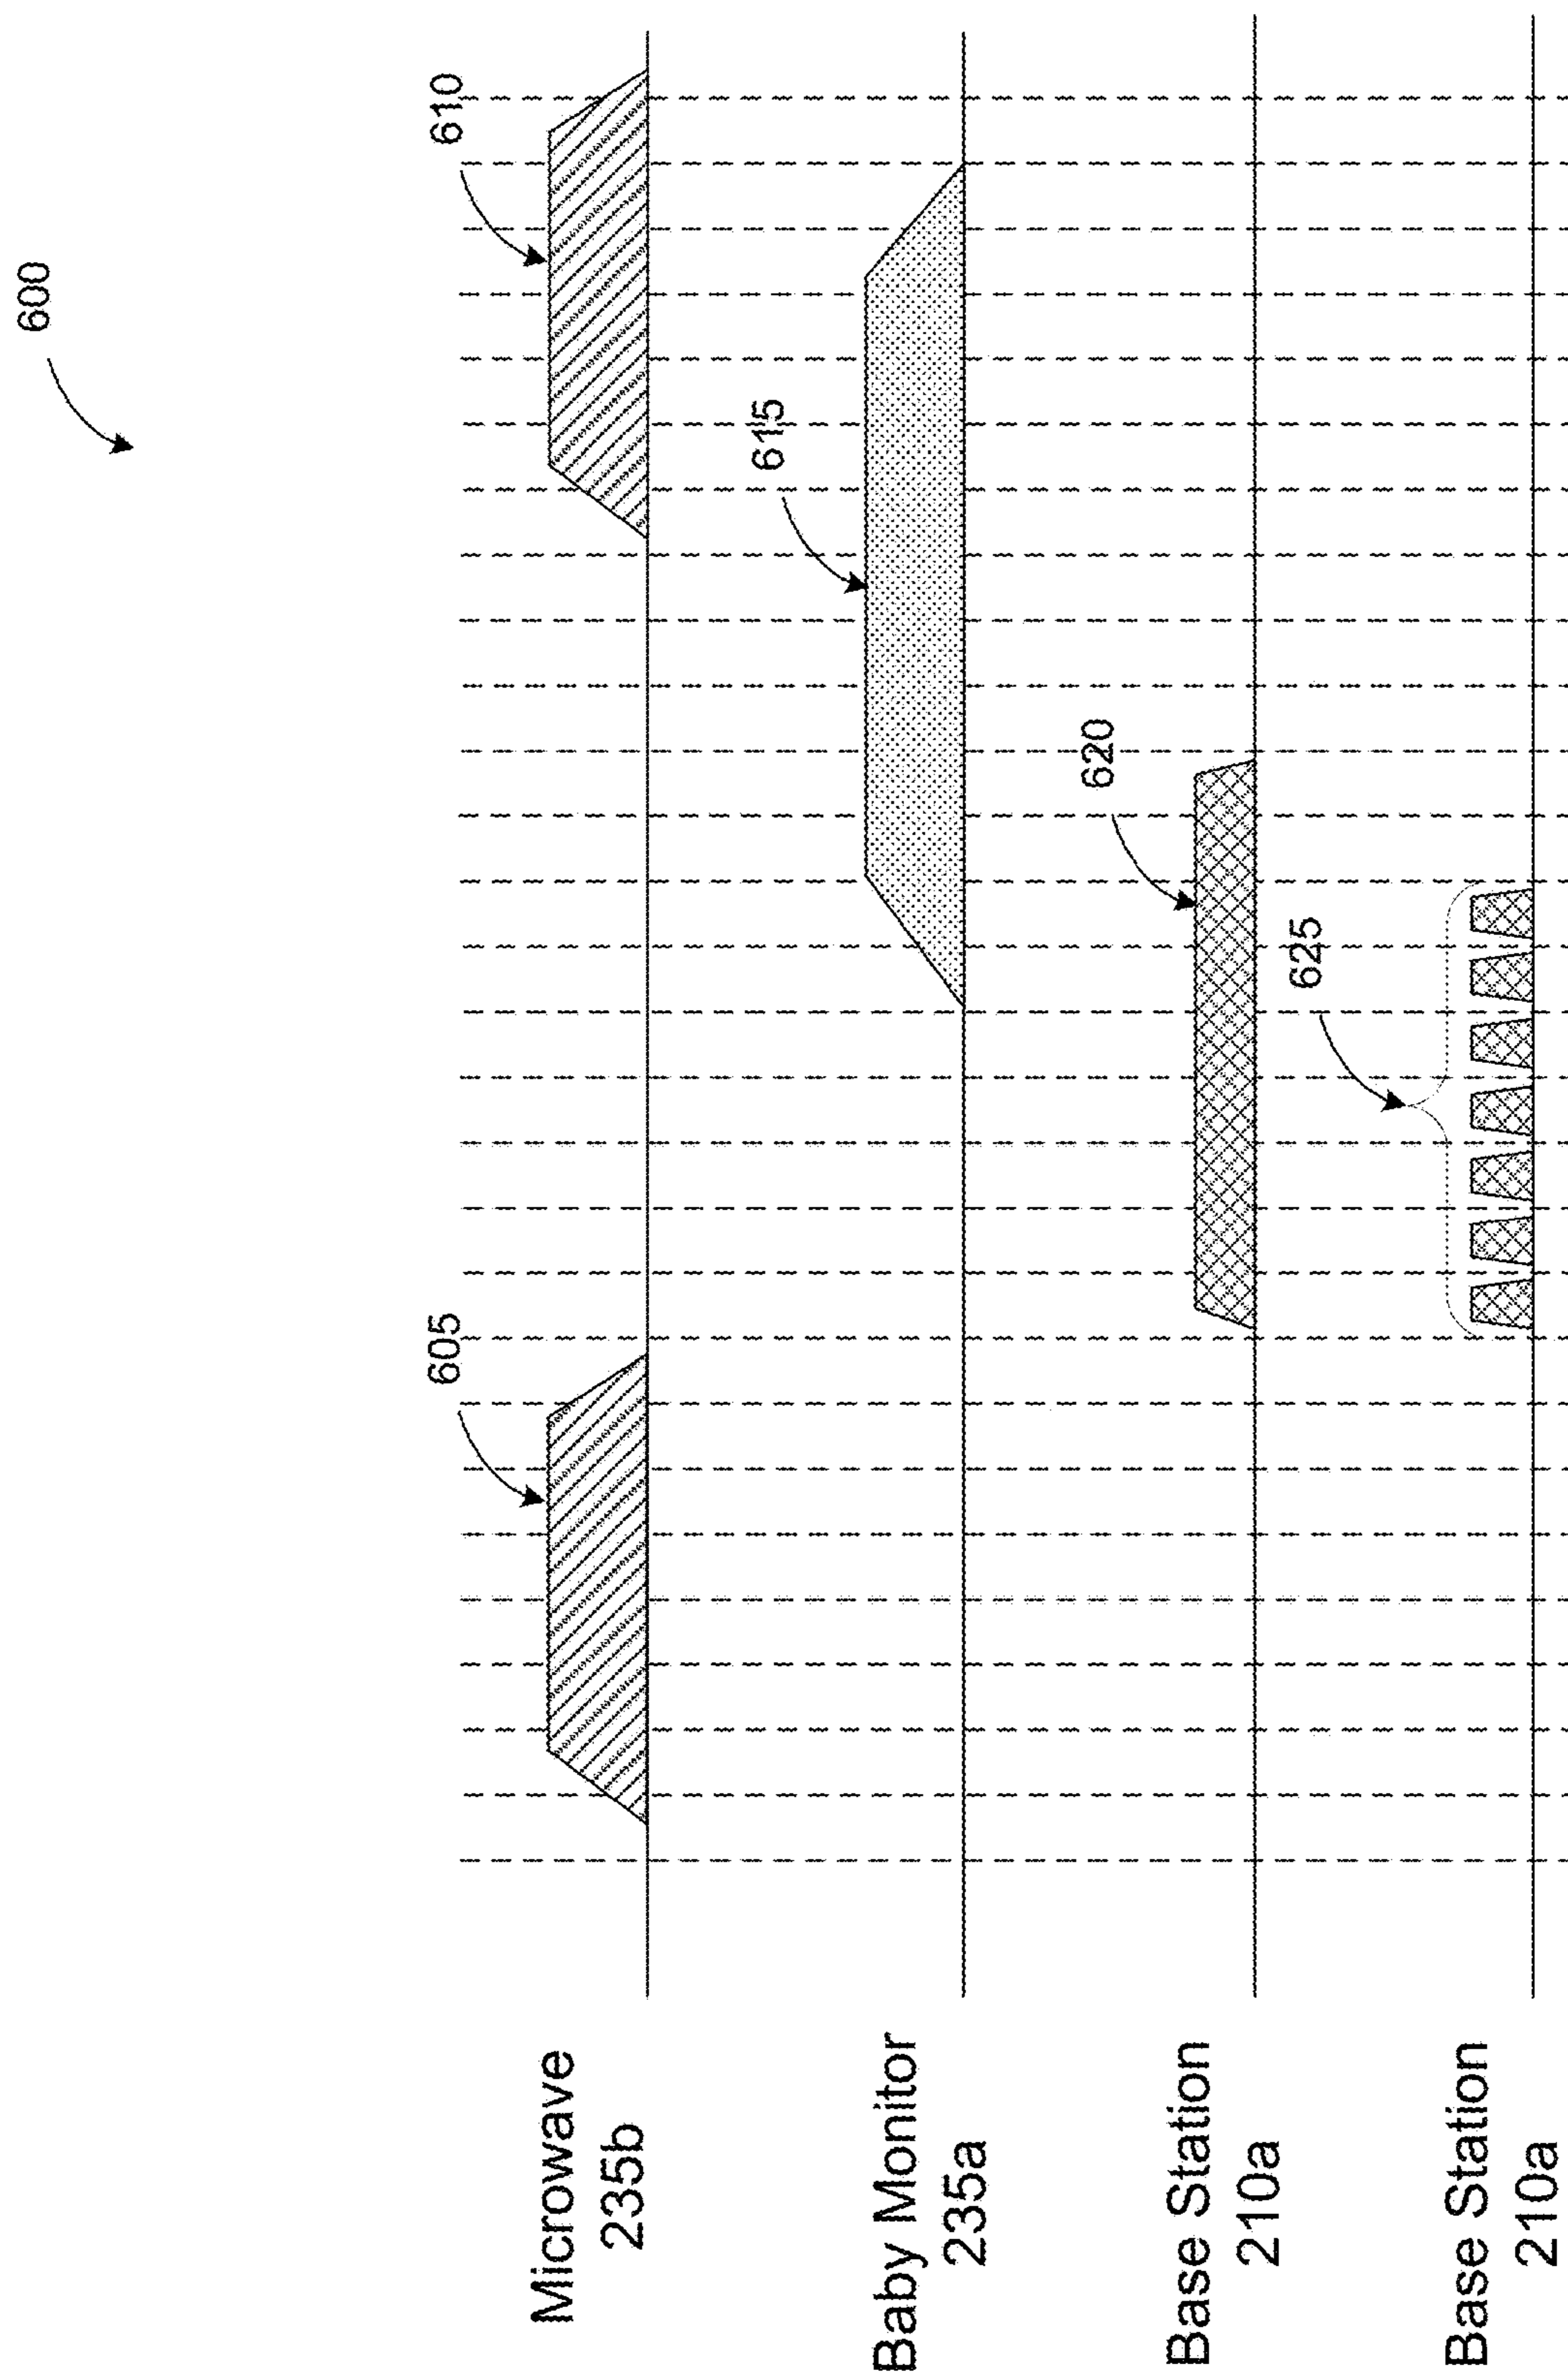 600
Microwave
235b
605
610
Baby Monitor
235a
615
Base Station
210a
620
Base Station
210a
625